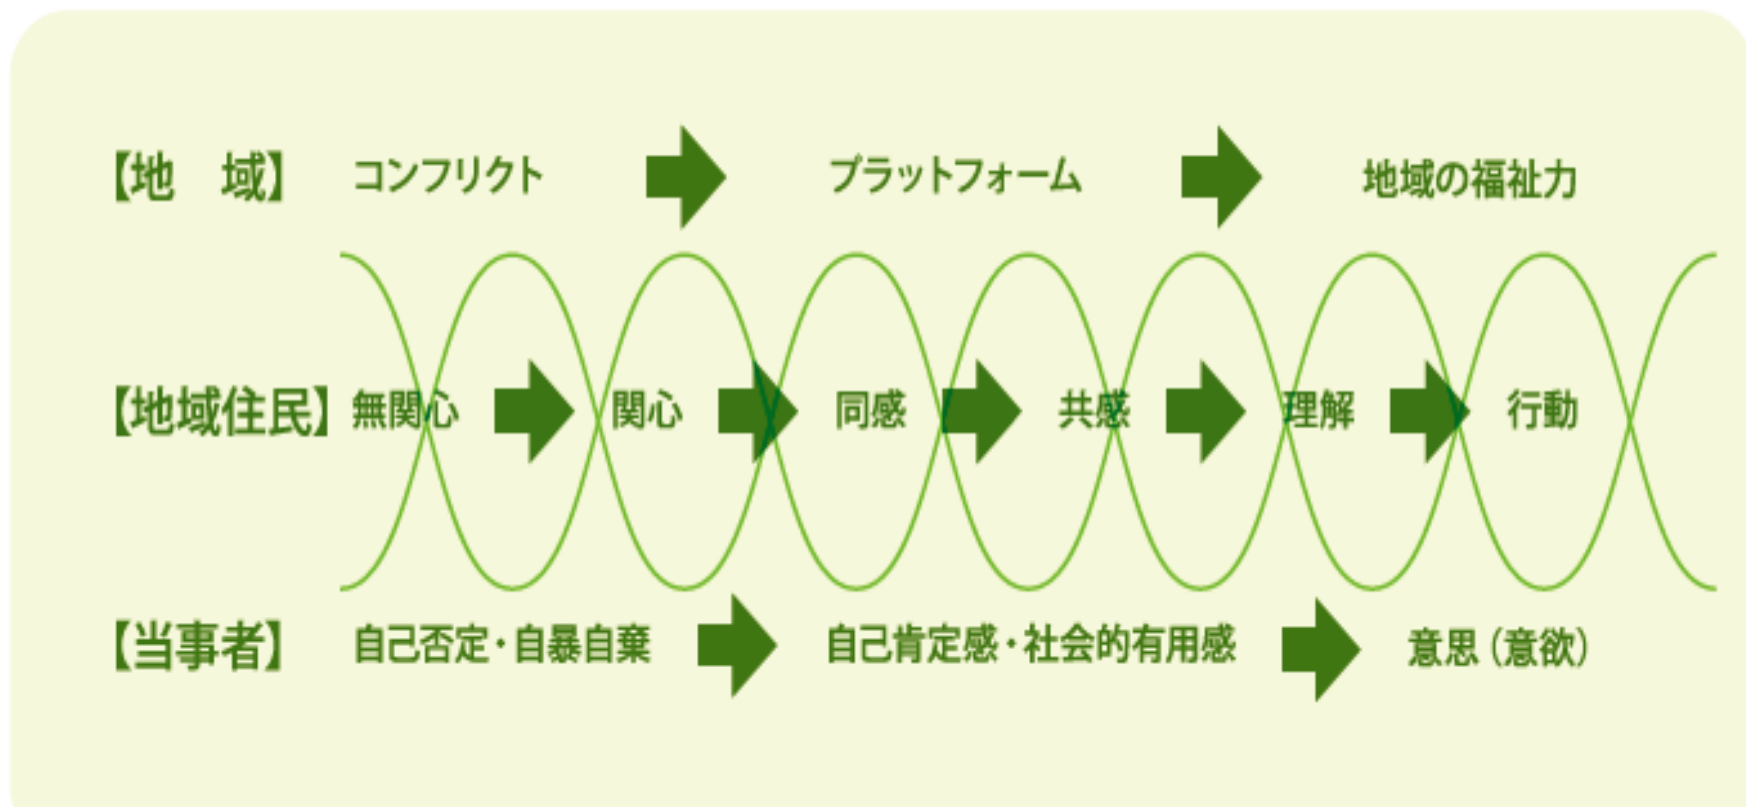 【地　域】 コンフリクト プラットフォーム 地域の福祉力
【地域住民】 無関心 関心 同感 共感 理解 行動
【当事者】 自己否定・自暴自棄 自己肯定感・社会的有用感 意思（意欲）